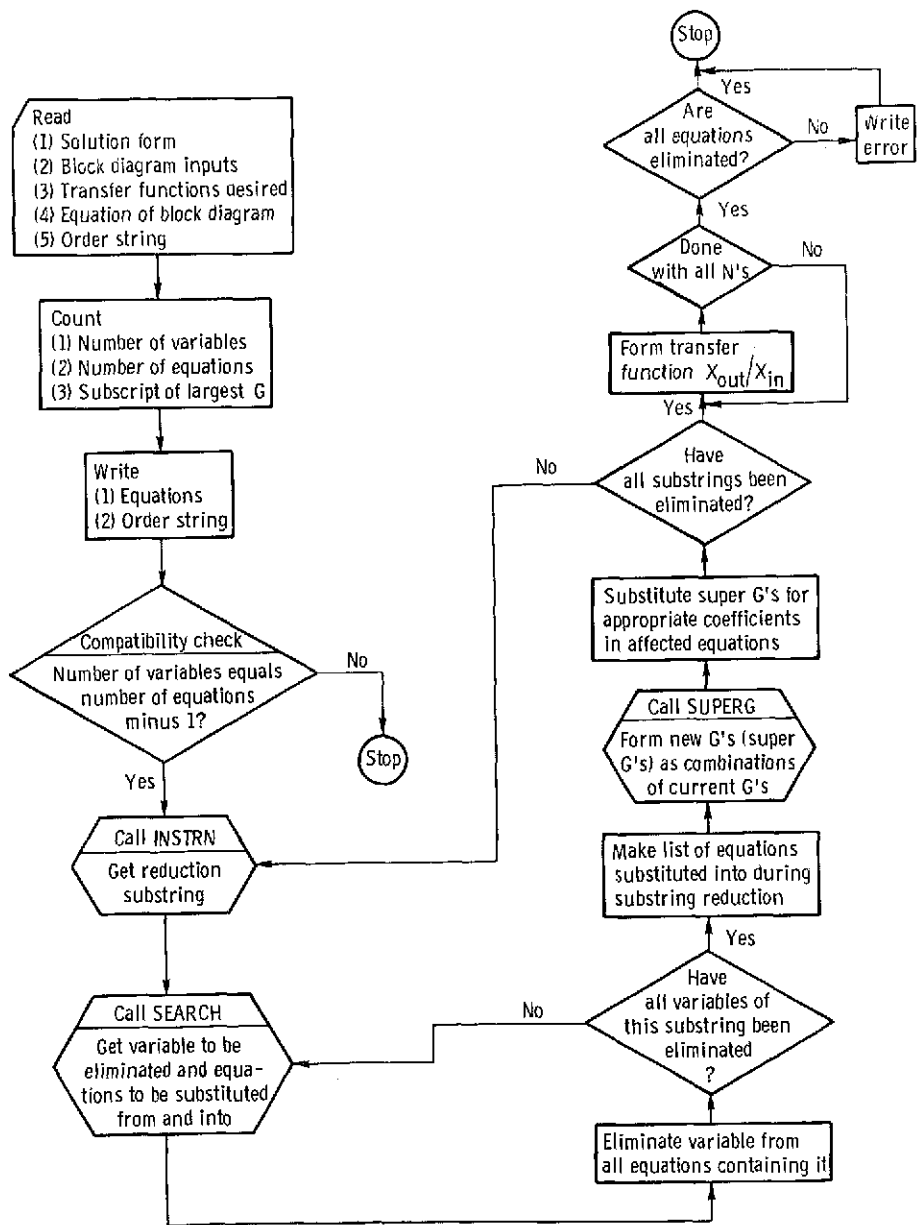 Read
(1) Solution form
(2) Block diagram inputs
(3) Transfer functions desired
(4) Equation of block diagram
(5) Order string
Count
(1) Number of variables
(2) Number of equations
(3) Subscript of largest G
Write
(1) Equations
(2) Order string
Compatibility check
Number of variables equals
number of equations
minus 1?
No
Stop
Yes
Call INSTRN
Get reduction
substring
Call SEARCH
Get variable to be
eliminated and equa-
tions to be substituted
from and into
Eliminate variable from
all equations containing it
Have
all variables of
this substring been
eliminated
?
No
Yes
Make list of equations
substituted into during
substring reduction
Call SUPERG
Form new G's (super
G's) as combinations
of current G's
Substitute super G's for
appropriate coefficients
in affected equations
Have
all substrings been
eliminated?
No
Yes
Form transfer
function Xout/Xin
Done
with all N's
No
Yes
Are
all equations
eliminated?
No
Write
error
Yes
Stop